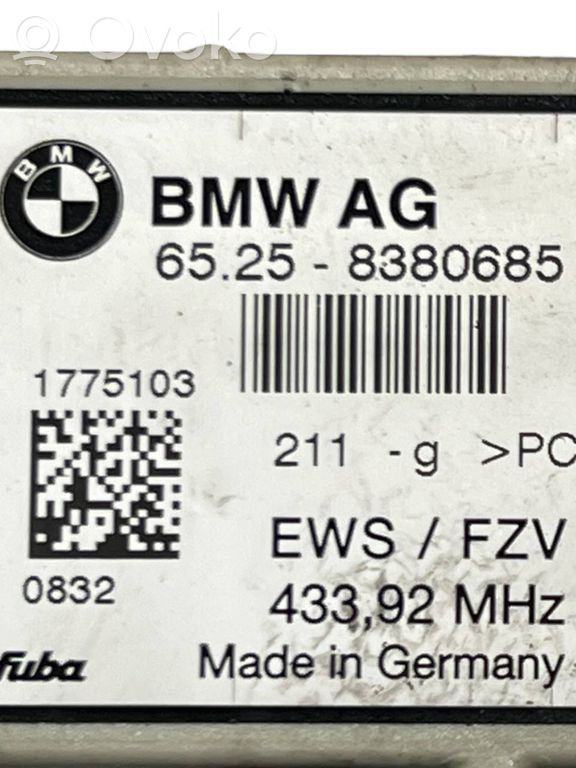 Ovoko
BMW
BMW AG
65.25 - 8380685
1775103
211 -g >PC
EWS / FZV
0832
433,92 MHz
fuba
Made in Germany